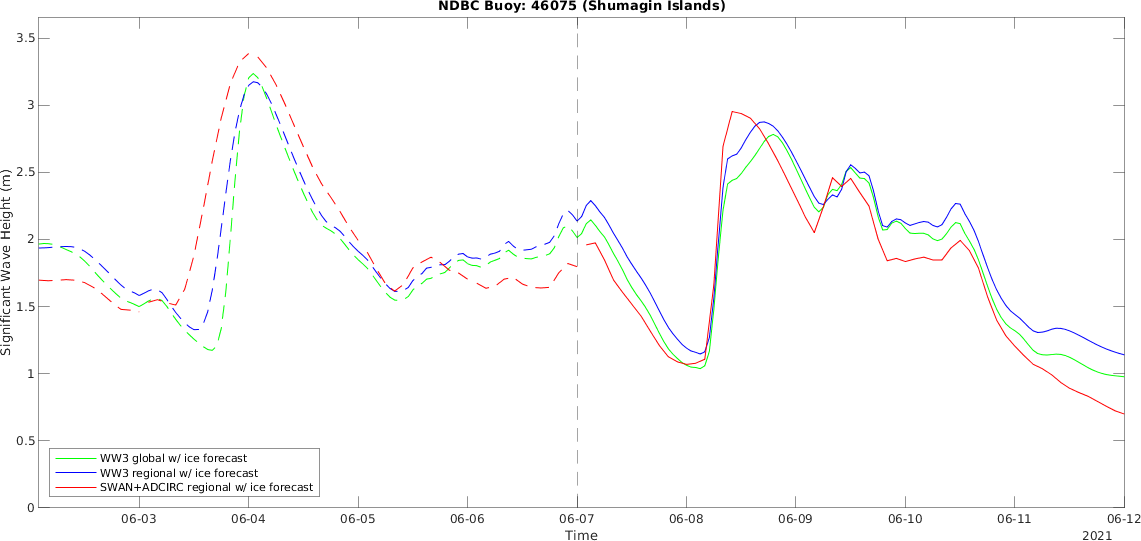 NDBC Buoy: 46075 (Shumagin Islands)
3.5
3
2.5
2
1.5
1
0.5
0
Significant Wave Height (m)
WW3 global w/ ice forecast
WW3 regional w/ ice forecast
SWAN+ADCIRC regional w/ ice forecast
06-03 06-04 06-05 06-06 06-07 06-08 06-09 06-10 06-11 06-12
Time
2021